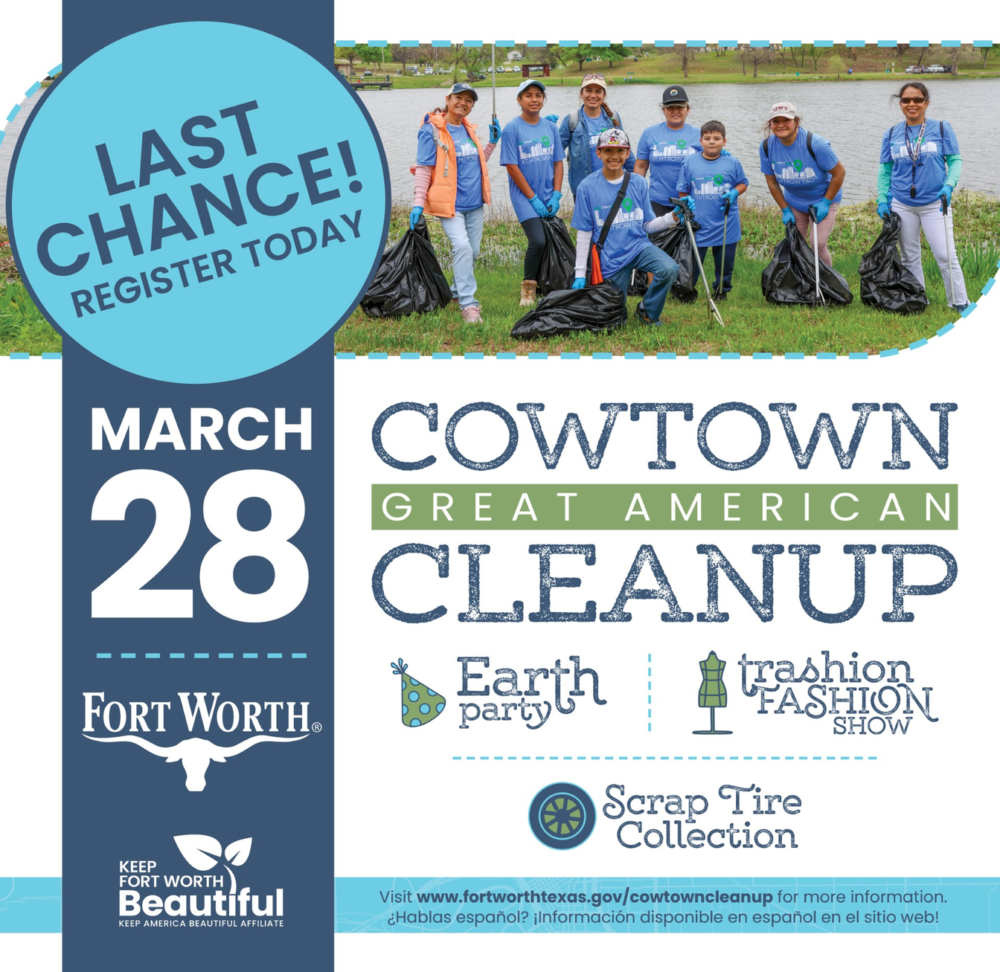 LAST
CHANCE!
REGISTER TODAY
MARCH
28
FORT WORTH®
KEEP
FORT WORTH
Beautiful
KEEP AMERICA BEAUTIFUL AFFILIATE
COWTOWN
GREAT AMERICAN
CLEANUP
Earth
party
trashion
FASHION
SHOW
Scrap Tire
Collection
Visit www.fortworthtexas.gov/cowtowncleanup for more information.
¿Hablas español? ¡Información disponible en español en el sitio web!